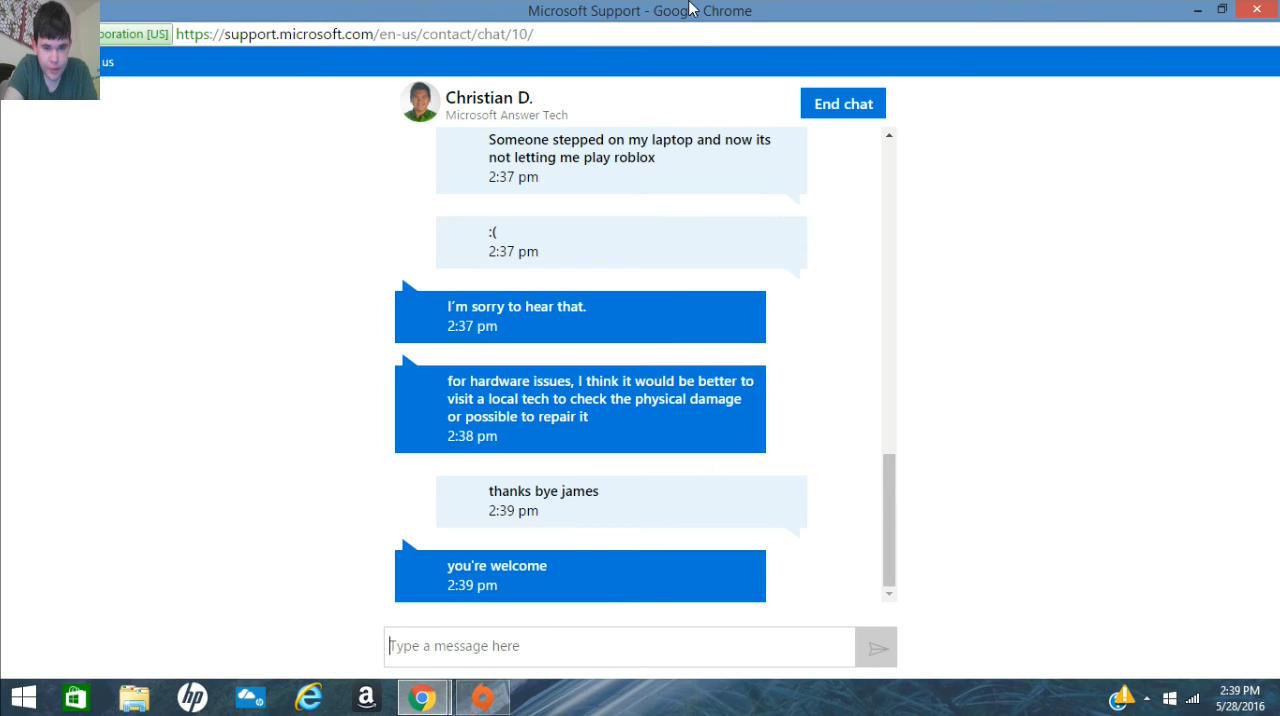 Microsoft Support - Google Chrome
poration [US] https://support.microsoft.com/en-us/contact/chat/10/
us
Christian D.
Microsoft Answer Tech
End chat
Someone stepped on my laptop and now its
not letting me play roblox
2:37 pm
:(
2:37 pm
I´m sorry to hear that.
2:37 pm
for hardware issues, I think it would be better to
visit a local tech to check the physical damage
or possible to repair it
2:38 pm
thanks bye james
2:39 pm
you're welcome
2:39 pm
Type a message here
hp
a
2:39 PM
5/28/2016